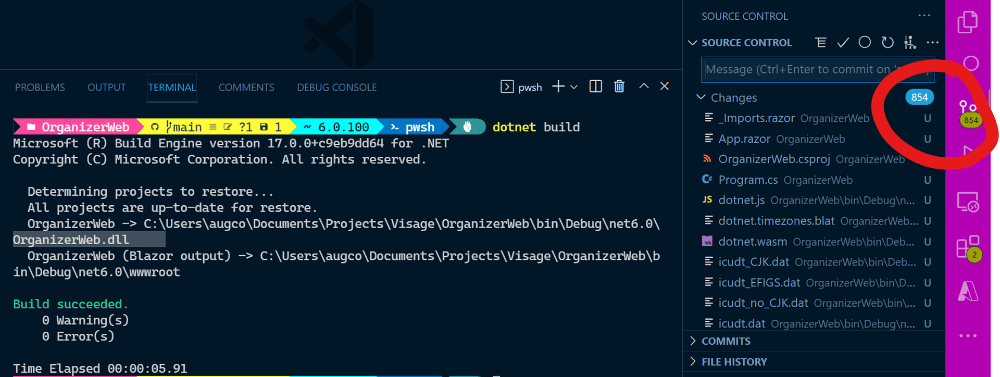 PROBLEMS OUTPUT TERMINAL COMMENTS DEBUG CONSOLE pwsh
OrganizerWeb main ?1 1 ~ 6.0.100 pwsh dotnet build
Microsoft (R) Build Engine version 17.0.0+c9eb9dd64 for .NET
Copyright (C) Microsoft Corporation. All rights reserved.
Determining projects to restore...
All projects are up-to-date for restore.
OrganizerWeb -> C:\Users\augco\Documents\Projects\Visage\OrganizerWeb\bin\Debug\net6.0\
OrganizerWeb.dll
OrganizerWeb (Blazor output) -> C:\Users\augco\Documents\Projects\Visage\OrganizerWeb\b
in\Debug\net6.0\wwwroot
Build succeeded.
0 Warning(s)
0 Error(s)
Time Elapsed 00:00:05.91
SOURCE CONTROL ...
SOURCE CONTROL ...
Message (Ctrl+Enter to commit on '
Changes 854
_Imports.razor OrganizerWeb U
App.razor OrganizerWeb U
OrganizerWeb.csproj OrganizerWeb
Program.cs OrganizerWeb U
JS dotnet.js OrganizerWeb\bin\Debug\n... U
dotnet.timezones.blat OrganizerWeb... U
WA dotnet.wasm OrganizerWeb\bin\Deb... U
icudt_CJK.dat OrganizerWeb\bin\Deb... U
icudt_EFIGS.dat OrganizerWeb\bin\D... U
icudt_no_CJK.dat OrganizerWeb\bin\... U
icudt.dat OrganizerWeb\bin\Debug\n... U
COMMITS
FILE HISTORY
854
2